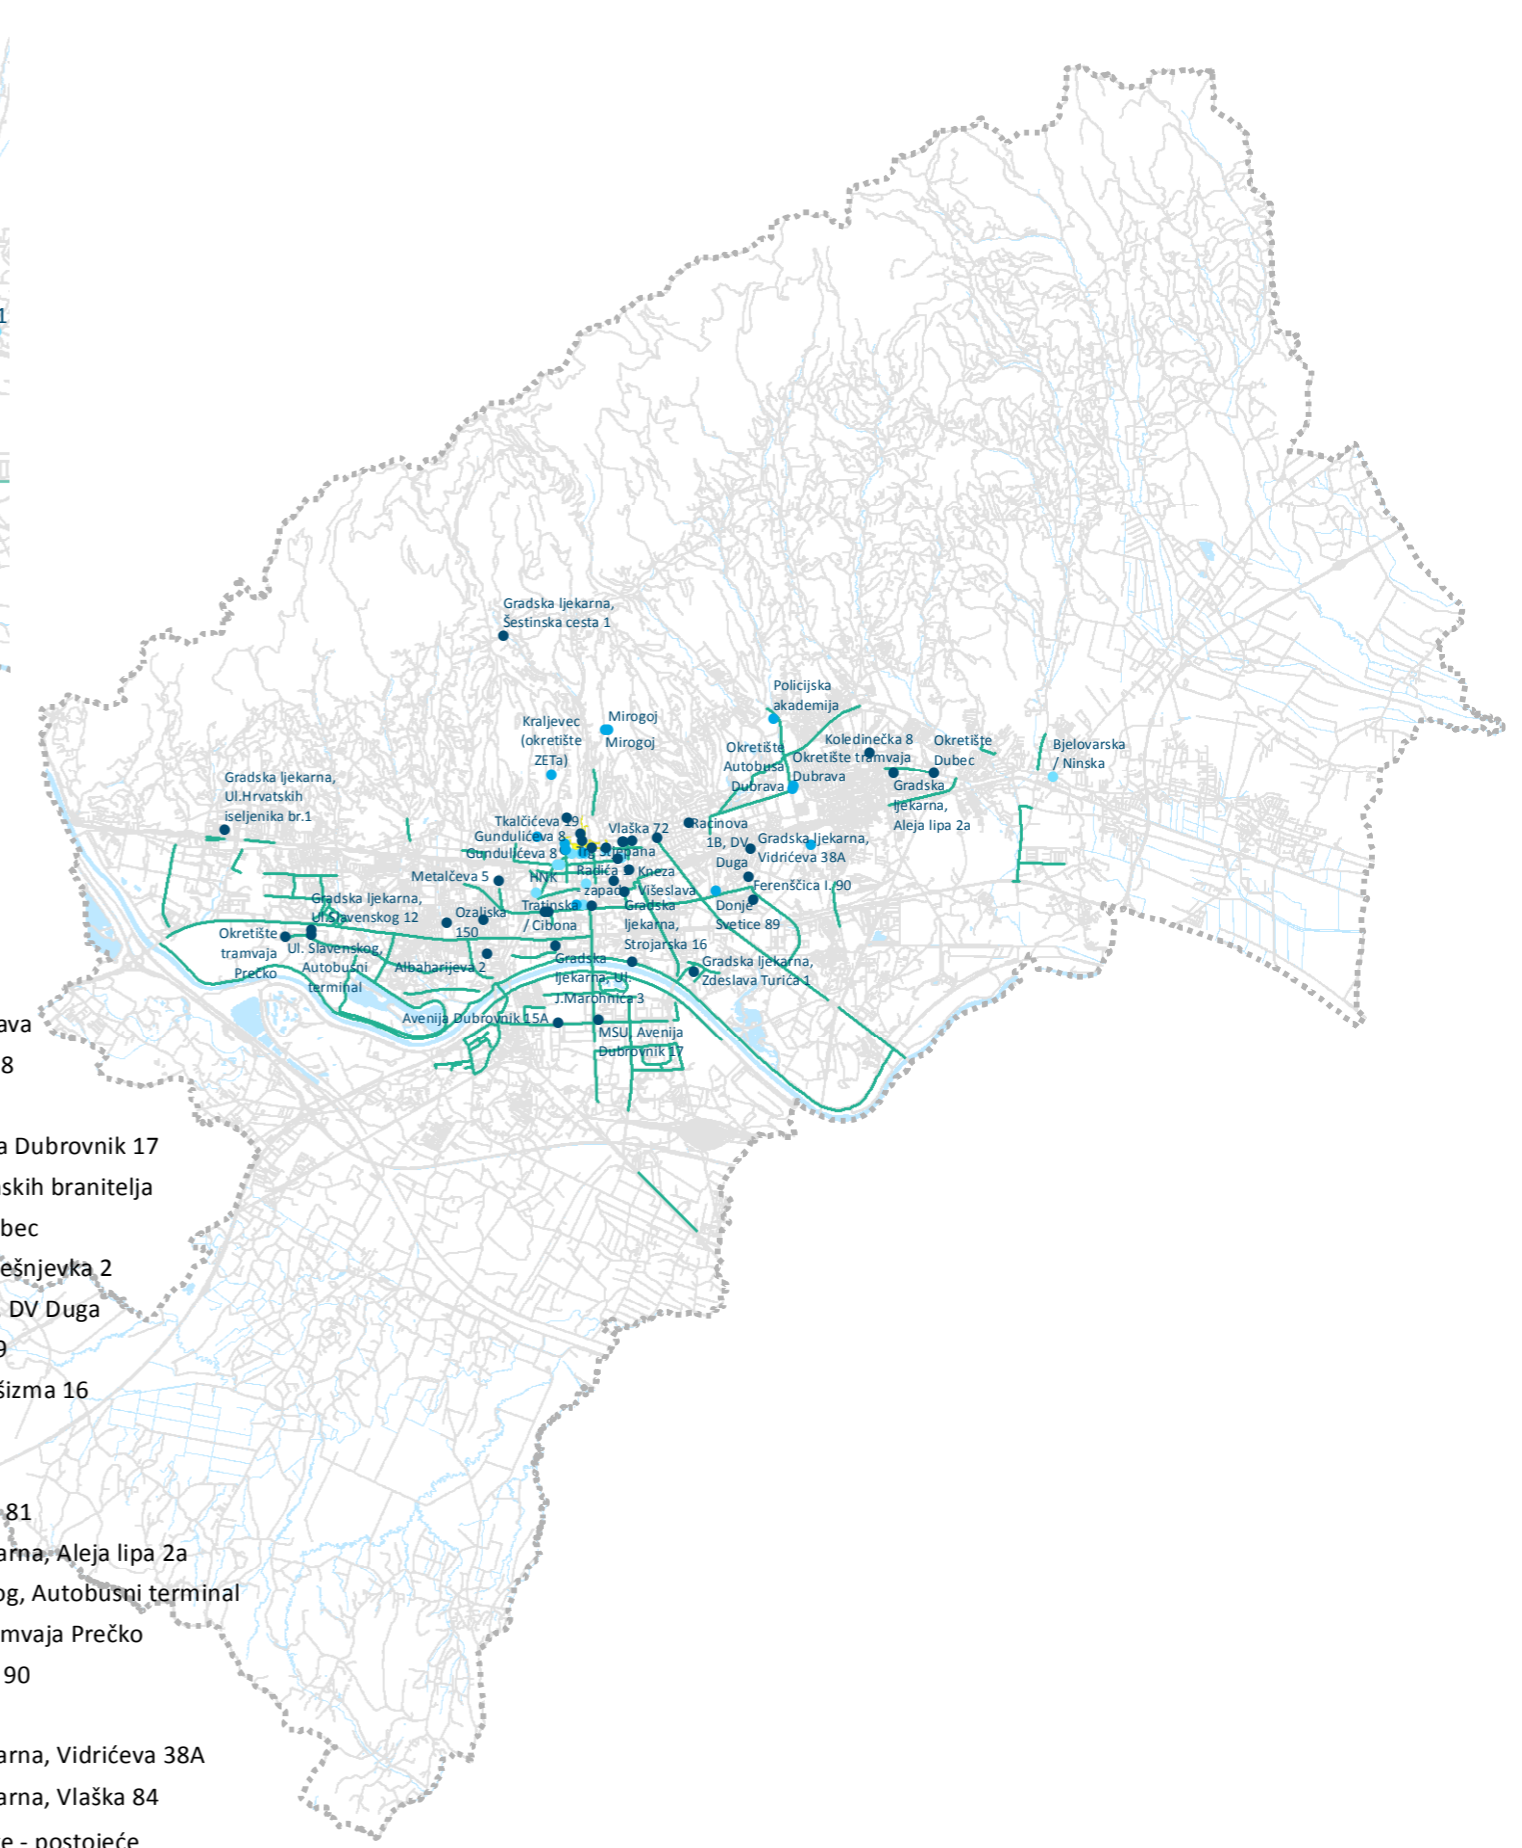 1
Gradska ljekarna,
Šestinska cesta 1
Policijska
akademija
Kraljevec
(okretište
ZETa)
Mirogoj
Mirogoj
Okretište
Autobusa
Dubrava
Koledinečka 8
Okretište tramvaja
Dubrava
Okretište
Dubec
Bjelovarska
/ Ninska
Gradska
ljekarna,
Aleja lipa 2a
Gradska ljekarna,
Ul.Hrvatskih
iseljenika br.1
Tkalčićeva 19
Gundulićeva 8
Gundulićeva 8
Vlaška 72
Trg Stjepana
Radića
zapad
Racinova
1B, DV
Duga
Gradska ljekarna,
Vidrićeva 38A
Metalčeva 5
HNK
Kneza
Višeslava
Ferenščica I. 90
Gradska ljekarna,
Ul.Slavenskog 12
Ozaljska
150
Tratinska
/ Cibona
Gradska
ljekarna,
Strojarska 16
Donje
Svetice 89
Okretište
tramvaja
Prečko
Ul. Slavenskog,
Autobusni
terminal
Albaharijeva 2
Gradska
ljekarna, Ul.
J.Marohnića 3
Gradska ljekarna,
Zdeslava Turića 1
Avenija Dubrovnik 15A
MSU, Avenija
Dubrovnik 17
ava
8
a Dubrovnik 17
skih branitelja
bec
ešnjevka 2
, DV Duga
9
šizma 16
81
arna, Aleja lipa 2a
og, Autobusni terminal
mvaja Prečko
90
arna, Vidrićeva 38A
arna, Vlaška 84
e - postojeće